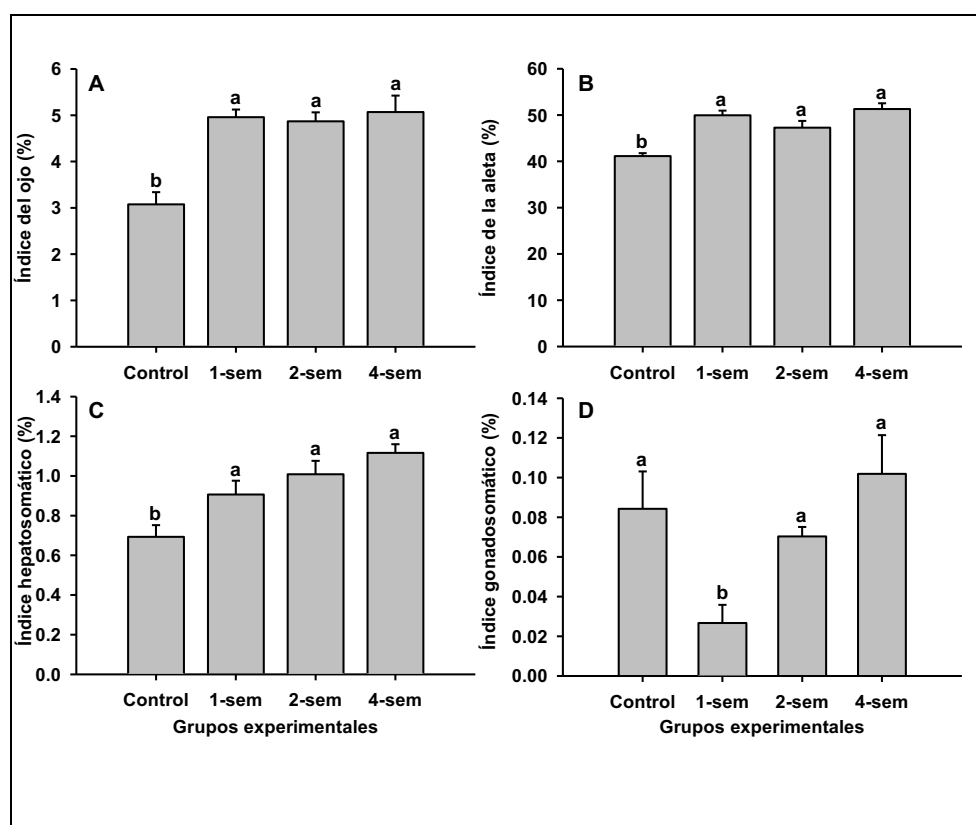 A
Índice del ojo (%)
6
5
4
3
2
1
0
b
a
a
a
Control 1-sem 2-sem 4-sem
B
Índice de la aleta (%)
60
50
40
30
20
10
0
b
a
a
a
Control 1-sem 2-sem 4-sem
C
Índice hepatosomático (%)
1.4
1.2
1.0
0.8
0.6
0.4
0.2
0.0
b
a
a
a
Control 1-sem 2-sem 4-sem
Grupos experimentales
D
Índice gonadosomático (%)
0.14
0.12
0.10
0.08
0.06
0.04
0.02
0.00
a
b
a
a
Control 1-sem 2-sem 4-sem
Grupos experimentales